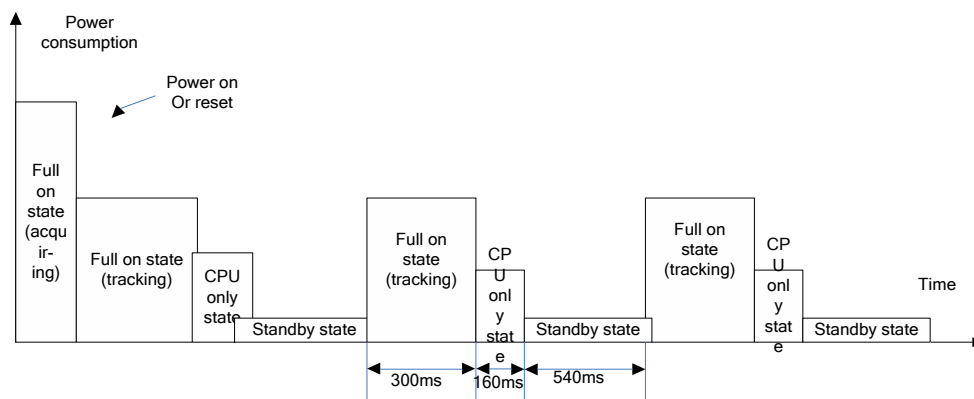 Power
consumption
Power on
Or reset
Full
on
state
(acqu
ir-
ing)
Full on state
(tracking)
CPU
only
state
Standby state
Full on
state
(tracking)
CP
U
onl
y
stat
e
Standby state
Full on
state
(tracking)
CP
U
onl
y
stat
e
Standby state
Time
300ms
160ms
540ms